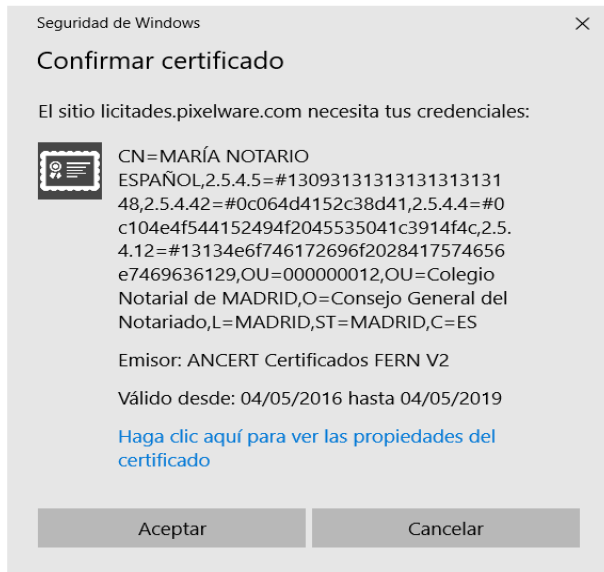 Seguridad de Windows
Confirmar certificado
El sitio licitades.pixelware.com necesita tus credenciales:
CN=MARÍA NOTARIO
ESPAÑOL,2.5.4.5=#13093131313131313131
48,2.5.4.42=#0c064d4152c38d41,2.5.4.4=#0
c104e4f544152494f2045535041c3914f4c,2.5.
4.12=#13134e6f746172696f2028417574656
e7469636129,OU=000000012,OU=Colegio
Notarial de MADRID,O=Consejo General del
Notariado,L=MADRID,ST=MADRID,C=ES
Emisor: ANCERT Certificados FERN V2
Válido desde: 04/05/2016 hasta 04/05/2019
Haga clic aquí para ver las propiedades del
certificado
Aceptar
Cancelar